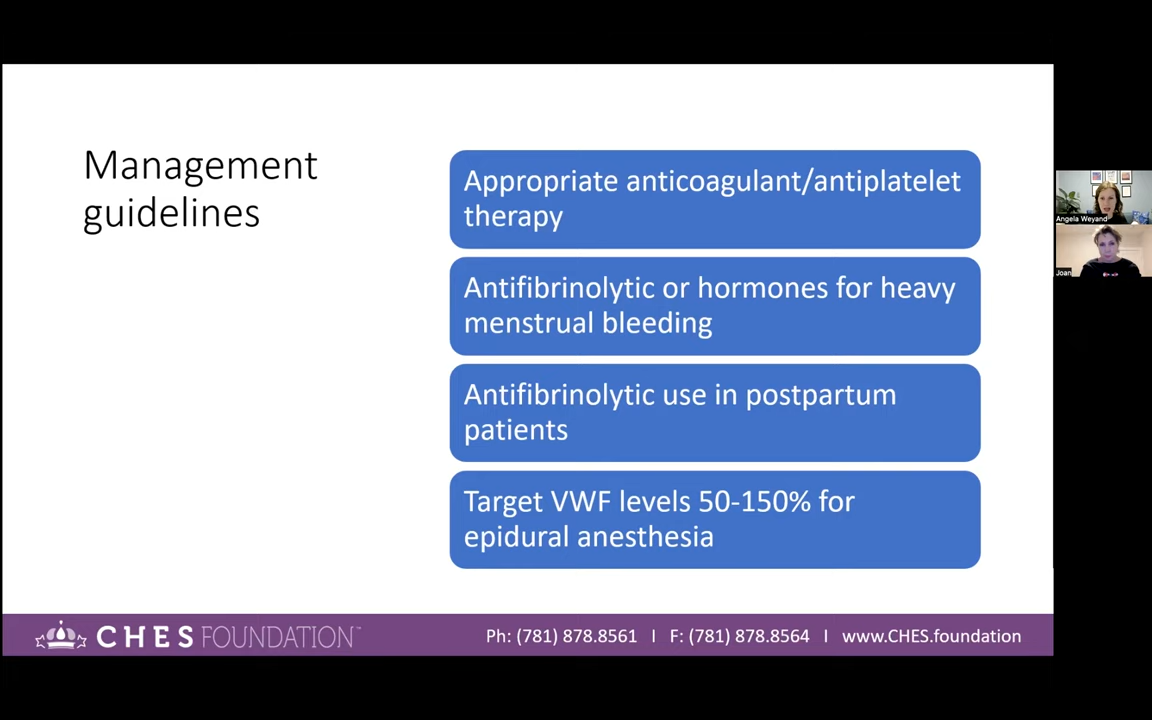 Management
guidelines
Appropriate anticoagulant/antiplatelet
therapy
Antifibrinolytic or hormones for heavy
menstrual bleeding
Antifibrinolytic use in postpartum
patients
Target VWF levels 50-150% for
epidural anesthesia
CHES FOUNDATION™
Ph: (781) 878.8561 I F: (781) 878.8564 I www.CHES.foundation
Angela Weyand
Joan